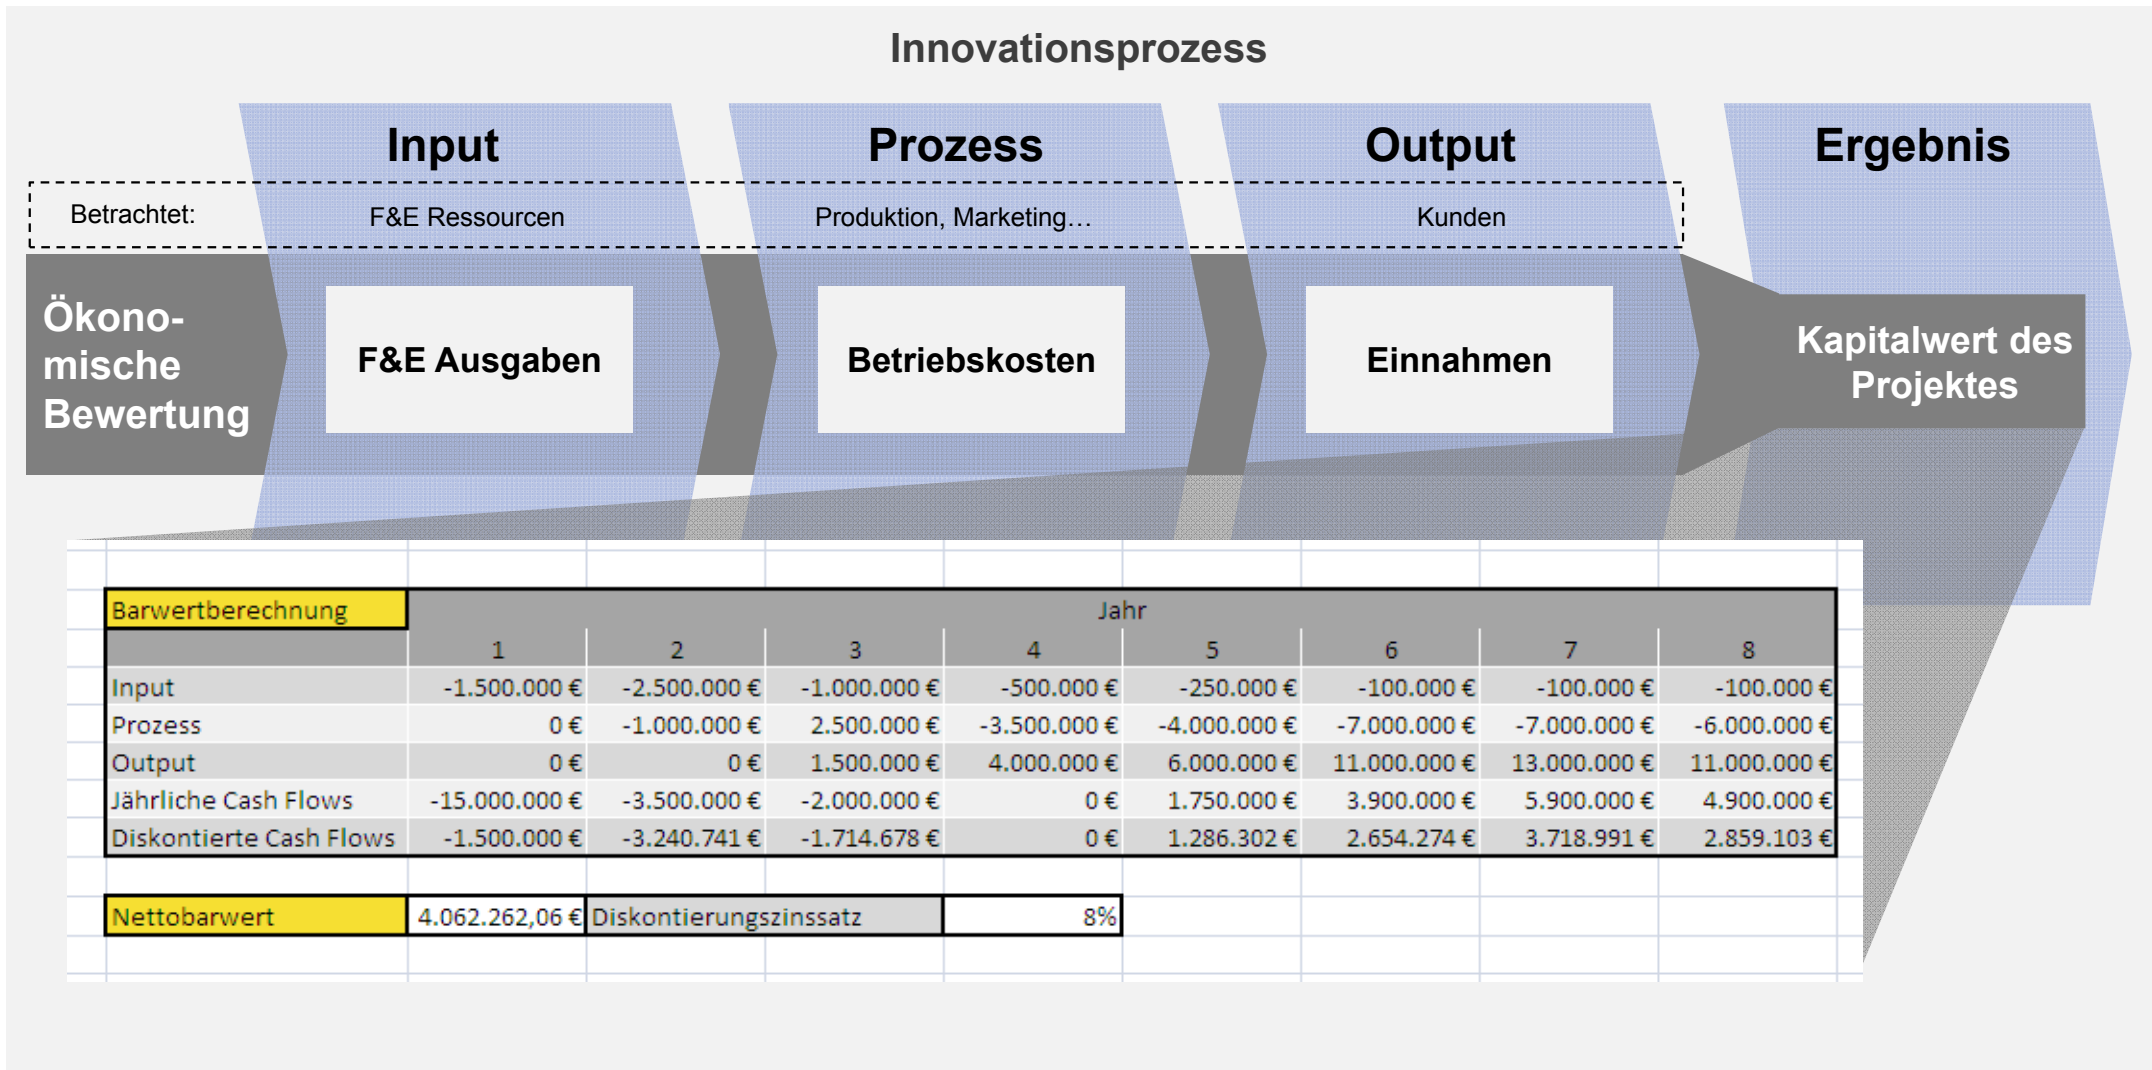 Innovationsprozess
Input Prozess Output Ergebnis
Betrachtet: F&E Ressourcen Produktion, Marketing… Kunden
Ökono-
mische
Bewertung
F&E Ausgaben Betriebskosten Einnahmen
Kapitalwert des
Projektes
Barwertberechnung Jahr
1 2 3 4 5 6 7 8
Input -1.500.000 € -2.500.000 € -1.000.000 € -500.000 € -250.000 € -100.000 € -100.000 € -100.000 €
Prozess 0 € -1.000.000 € 2.500.000 € -3.500.000 € -4.000.000 € -7.000.000 € -7.000.000 € -6.000.000 €
Output 0 € 0 € 1.500.000 € 4.000.000 € 6.000.000 € 11.000.000 € 13.000.000 € 11.000.000 €
Jährliche Cash Flows -15.000.000 € -3.500.000 € -2.000.000 € 0 € 1.750.000 € 3.900.000 € 5.900.000 € 4.900.000 €
Diskontierte Cash Flows -1.500.000 € -3.240.741 € -1.714.678 € 0 € 1.286.302 € 2.654.274 € 3.718.991 € 2.859.103 €
Nettobarwert 4.062.262,06 € Diskontierungszinssatz 8%